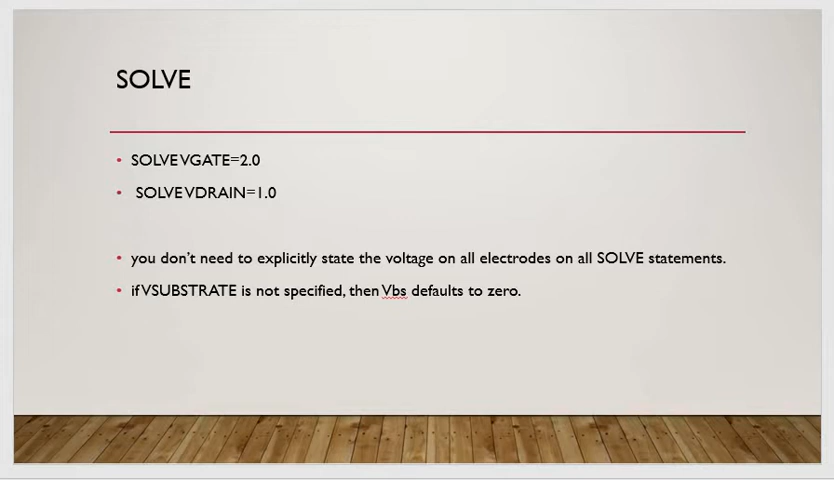 SOLVE
• SOLVE VGATE=2.0
• SOLVE VDRAIN=1.0
• you don't need to explicitly state the voltage on all electrodes on all SOLVE statements.
• if VSUBSTRATE is not specified, then Vbs defaults to zero.